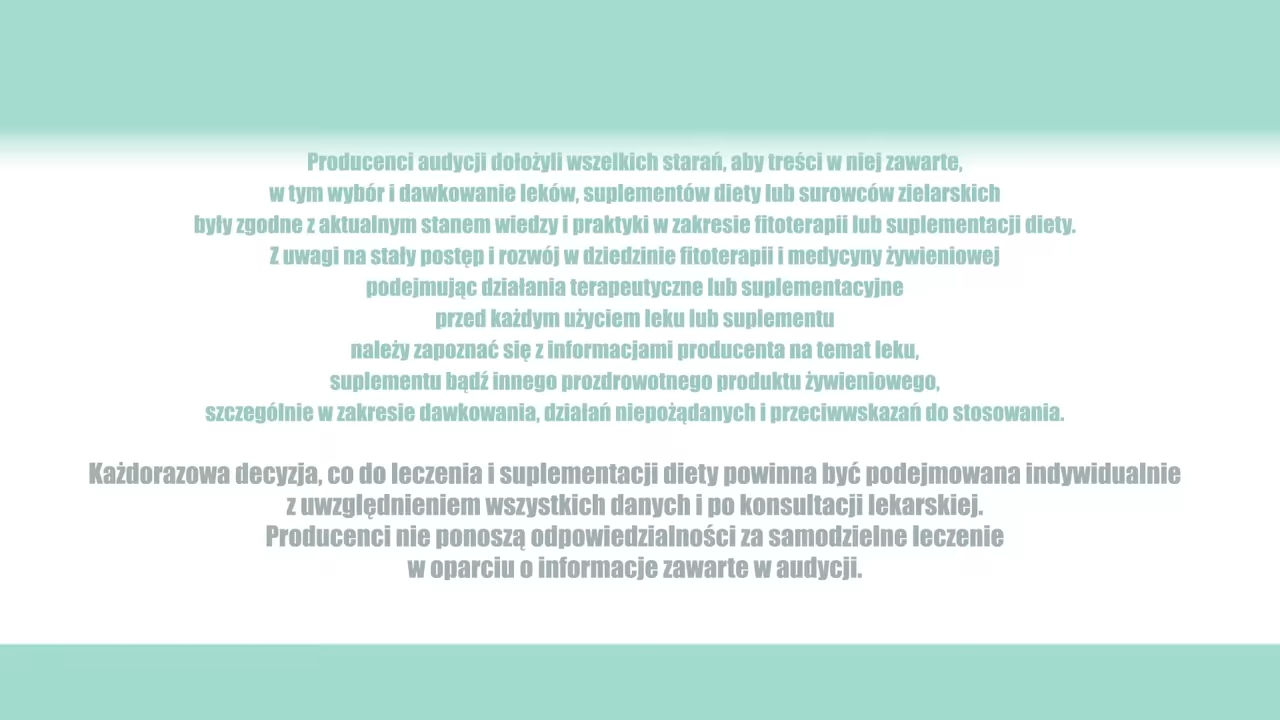 Producenci audycji dołożyli wszelkich starań, aby treści w niej zawarte,
w tym wybór i dawkowanie leków, suplementów diety lub surowców zielarskich
były zgodne z aktualnym stanem wiedzy i praktyki w zakresie fitoterapii lub suplementacji diety.
Z uwagi na stały postęp i rozwój w dziedzinie fitoterapii i medycyny żywieniowej
podejmując działania terapeutyczne lub suplementacyjne
przed każdym użyciem leku lub suplementu
należy zapoznać się z informacjami producenta na temat leku,
suplementu bądź innego prozdrowotnego produktu żywieniowego,
szczególnie w zakresie dawkowania, działań niepożądanych i przeciwwskazań do stosowania.
Każdorazowa decyzja, co do leczenia i suplementacji diety powinna być podejmowana indywidualnie
z uwzględnieniem wszystkich danych i po konsultacji lekarskiej.
Producenci nie ponoszą odpowiedzialności za samodzielne leczenie
w oparciu o informacje zawarte w audycji.